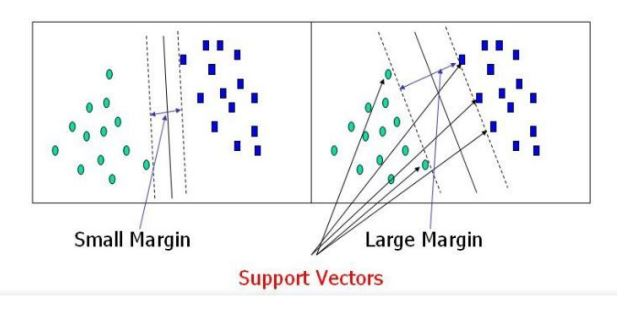 Small Margin
Large Margin
Support Vectors